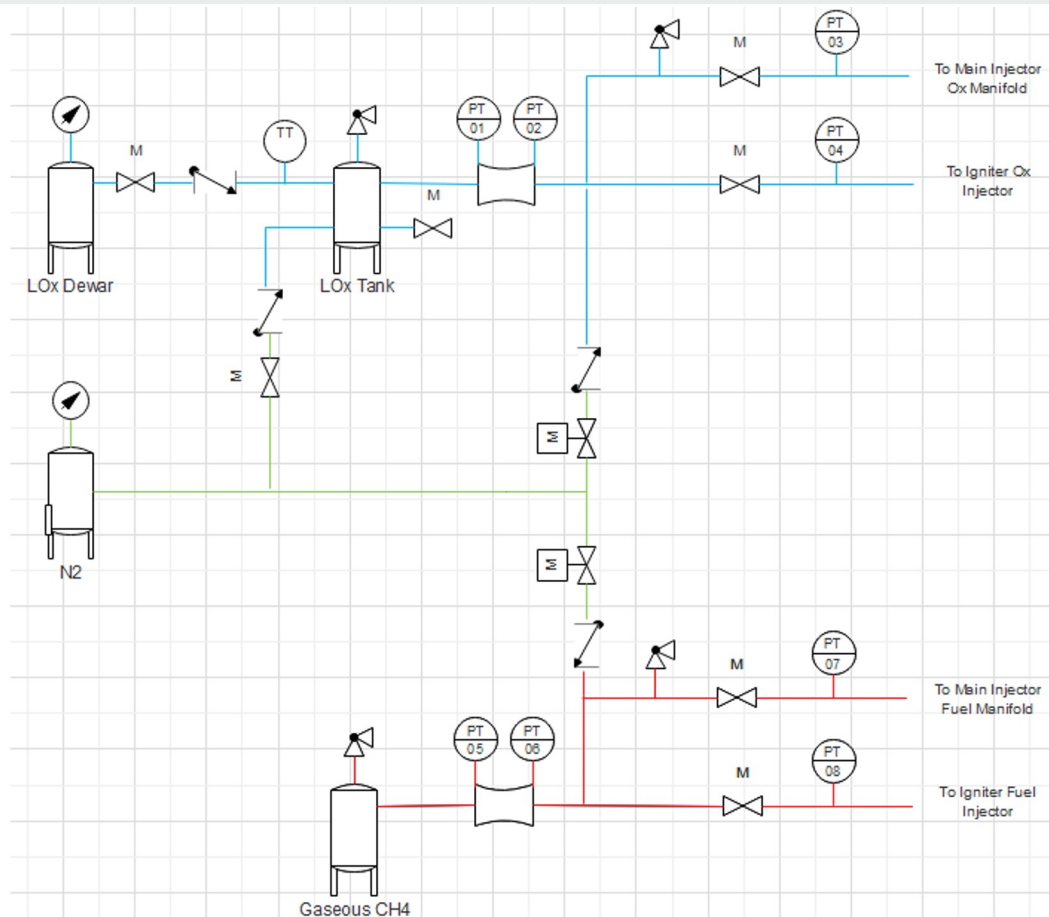 PT
03
M
To Main Injector
Ox Manifold
PT
01
PT
02
TT
M
PT
04
M
To Igniter Ox
Injector
M
LOx Dewar
LOx Tank
M
M
N2
M
PT
07
M
To Main Injector
Fuel Manifold
PT
05
PT
06
PT
08
M
To Igniter Fuel
Injector
Gaseous CH4